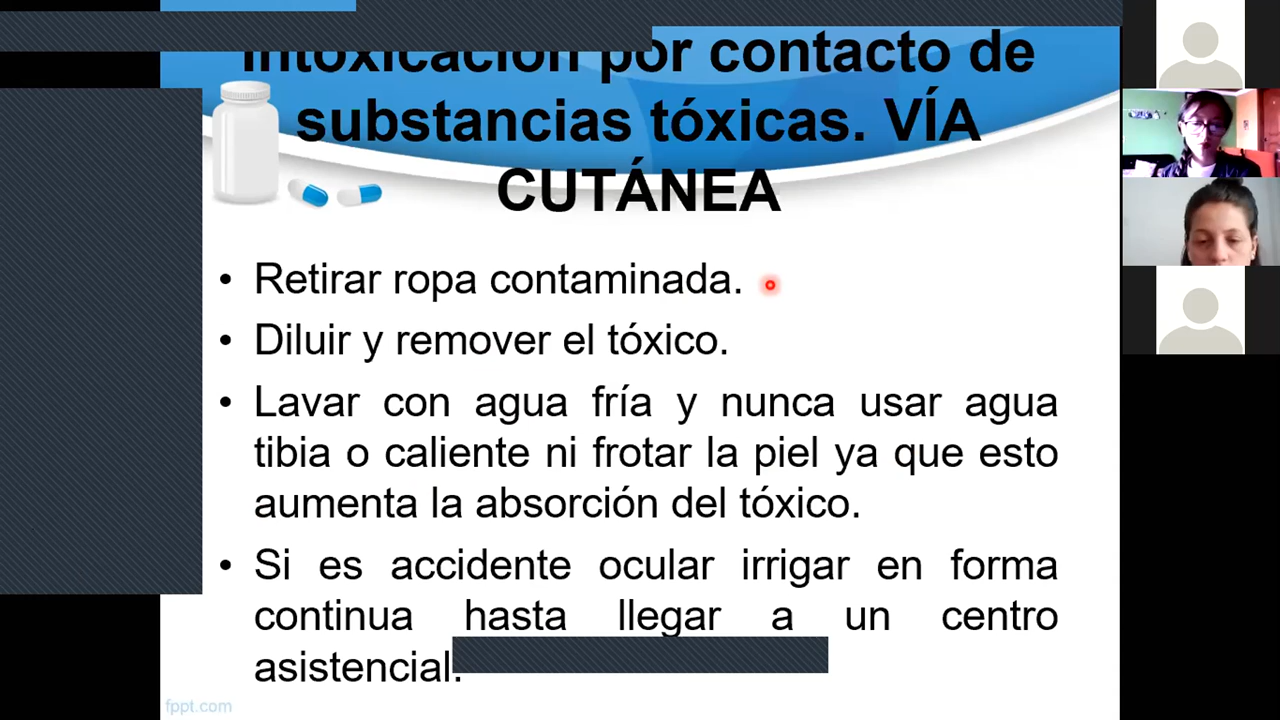 Intoxicación por contacto de
substancias tóxicas. VÍA
CUTÁNEA
• Retirar ropa contaminada.
• Diluir y remover el tóxico.
• Lavar con agua fría y nunca usar agua
tibia o caliente ni frotar la piel ya que esto
aumenta la absorción del tóxico.
• Si es accidente ocular irrigar en forma
continua hasta llegar a un centro
asistencial.
fppt.com